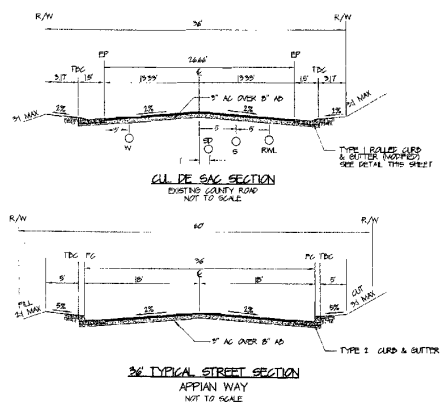 R/W R/W
36'
TBC EP 26.66' EP TBC
3.17' 1.5' 13.33' 13.33' 1.5' 3.17'
3:1 MAX 2% 2% 3" AC OVER 8" AB 2% 2% 3:1 MAX
5' 5' 5'
W SD S RWL
1'
TYPE 1 ROLLED CURB
& GUTTER (MODIFIED)
SEE DETAIL THIS SHEET
CUL DE SAC SECTION
EXISTING COUNTY ROAD
NOT TO SCALE
R/W R/W
60'
TBC FC 36' FC TBC
5' 18' 18' 5'
FILL CUT
2:1 MAX 5% 2% 2% 5% 3:1 MAX
3" AC OVER 8" AB
TYPE 2 CURB & GUTTER
36' TYPICAL STREET SECTION
APPIAN WAY
NOT TO SCALE